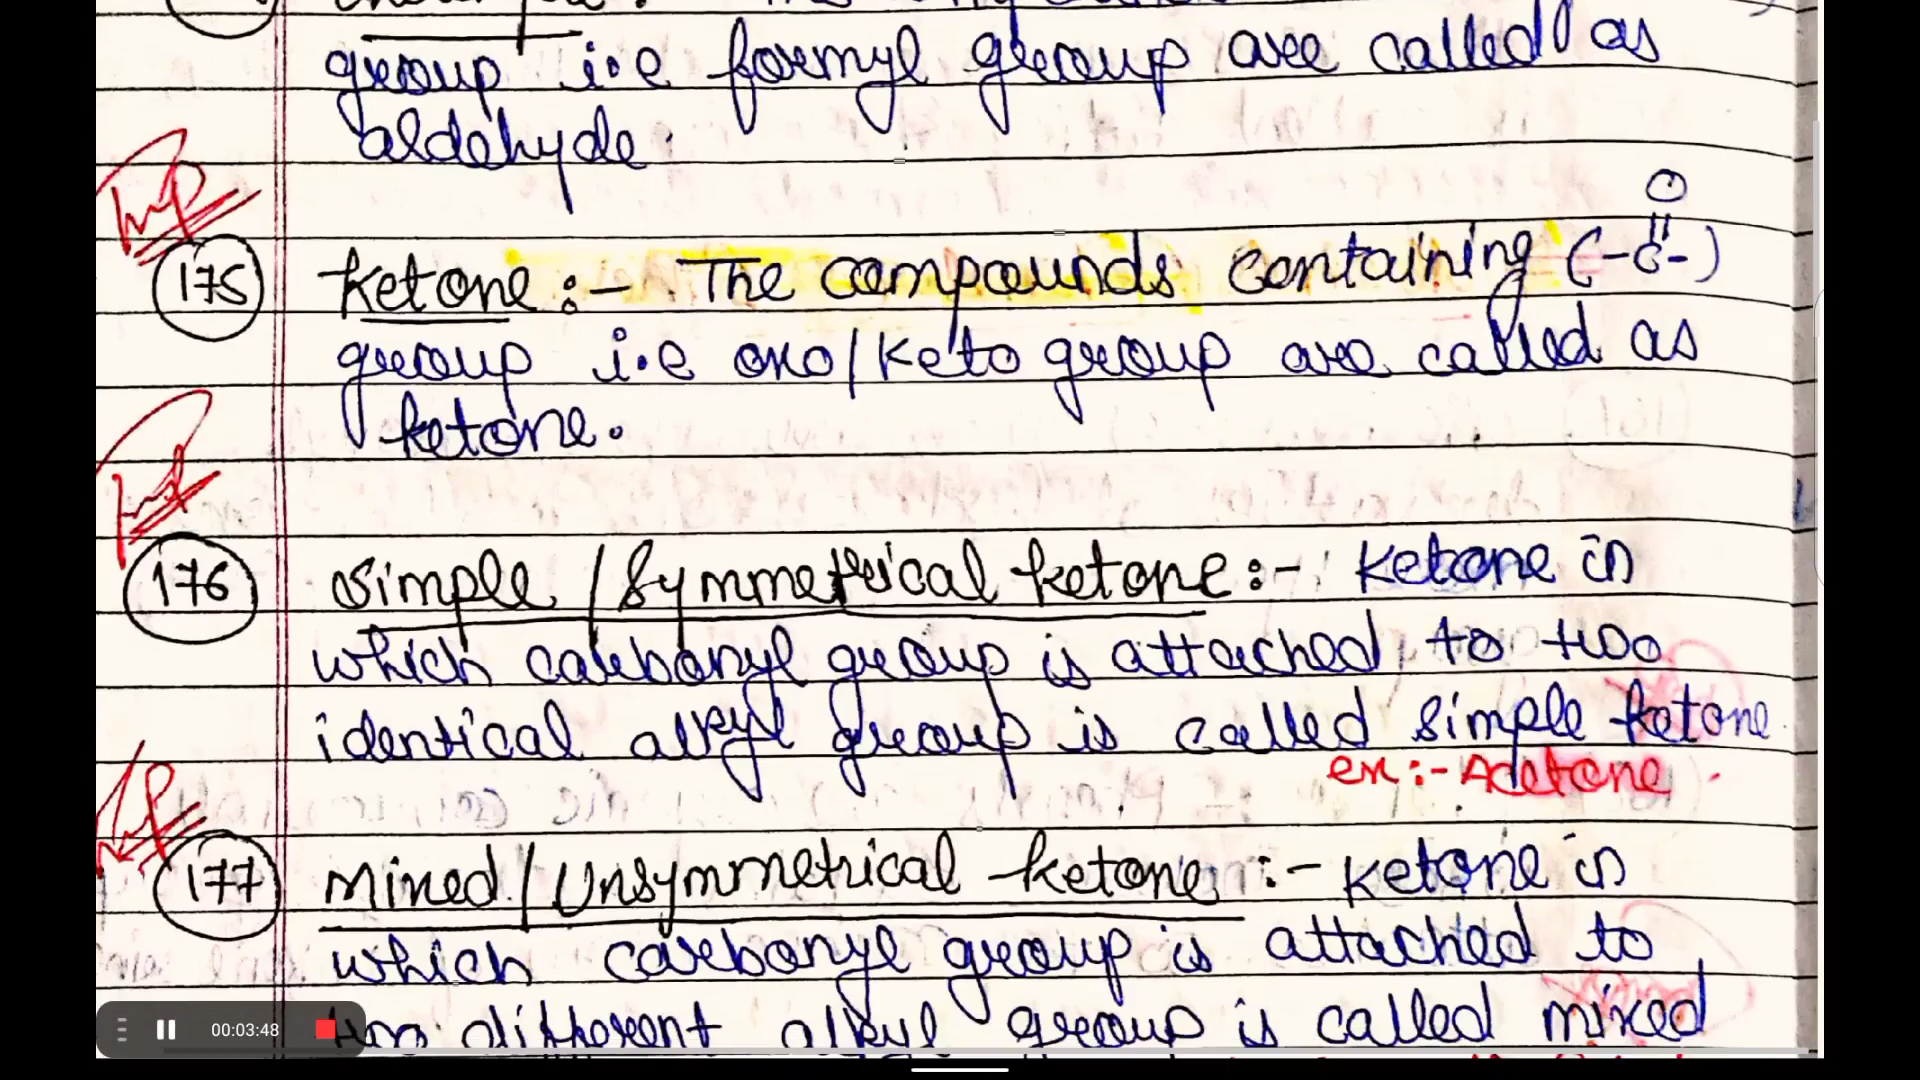 group i.e formyl group are called as
aldehyde.
Imp
O
||
175 Ketone :- The compounds containing (-C-)
group i.e oxo/Keto group are called as
ketone.
Imp
176 Simple / Symmetrical ketone :- Ketone in
which carbonyl group is attached to two
identical alkyl group is called simple ketone.
ex :- Acetone
Imp
177 Mixed / Unsymmetrical ketone :- Ketone in
which carbonyl group is attached to
two different alkyl group is called mixed
00:03:48